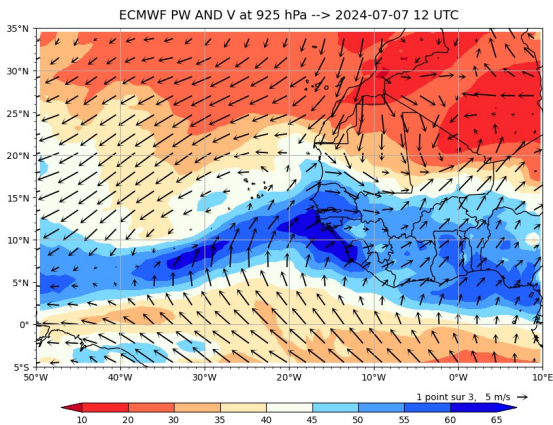 ECMWF PW AND V at 925 hPa --> 2024-07-07 12 UTC
35°N
30°N
25°N
20°N
15°N
10°N
5°N
0°
5°S
50°W 40°W 30°W 20°W 10°W 0°W 10°E
1 point sur 3, 5 m/s
10 20 30 35 40 45 50 55 60 65